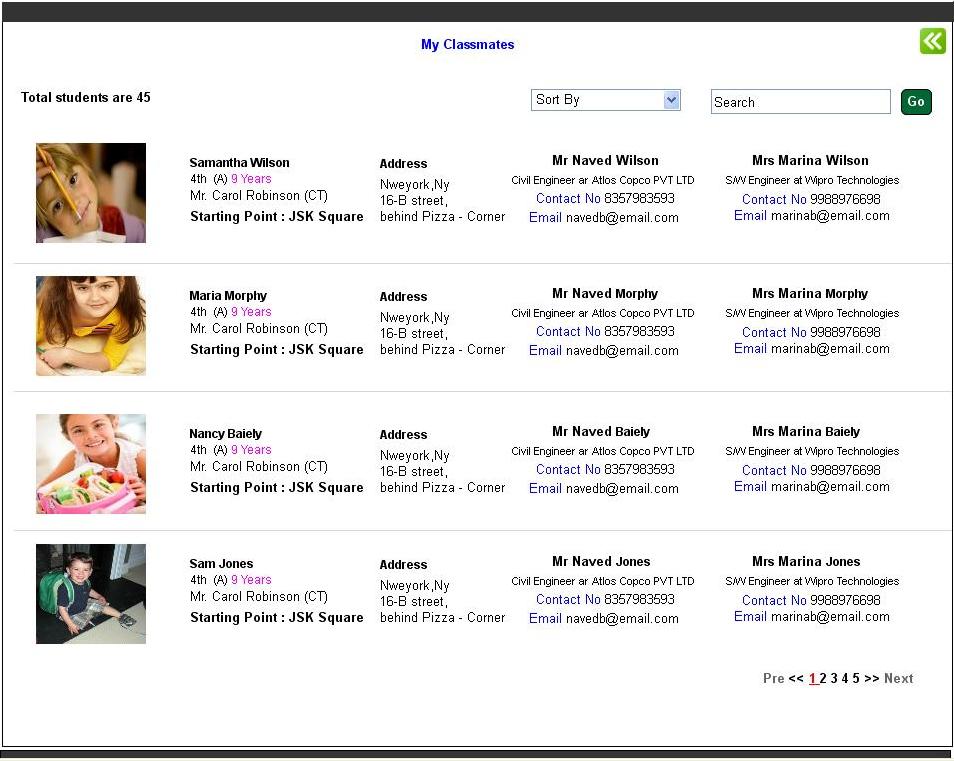 My Classmates
Total students are 45
Sort By
Search
Go
Samantha Wilson
4th (A) 9 Years
Mr. Carol Robinson (CT)
Starting Point : JSK Square
Address
Nweyork,Ny
16-B street,
behind Pizza - Corner
Mr Naved Wilson
Civil Engineer ar Atlos Copco PVT LTD
Contact No 8357983593
Email navedb@email.com
Mrs Marina Wilson
S/W Engineer at Wipro Technologies
Contact No 9988976698
Email marinab@email.com
Maria Morphy
4th (A) 9 Years
Mr. Carol Robinson (CT)
Starting Point : JSK Square
Address
Nweyork,Ny
16-B street,
behind Pizza - Corner
Mr Naved Morphy
Civil Engineer ar Atlos Copco PVT LTD
Contact No 8357983593
Email navedb@email.com
Mrs Marina Morphy
S/W Engineer at Wipro Technologies
Contact No 9988976698
Email marinab@email.com
Nancy Baiely
4th (A) 9 Years
Mr. Carol Robinson (CT)
Starting Point : JSK Square
Address
Nweyork,Ny
16-B street,
behind Pizza - Corner
Mr Naved Baiely
Civil Engineer ar Atlos Copco PVT LTD
Contact No 8357983593
Email navedb@email.com
Mrs Marina Baiely
S/W Engineer at Wipro Technologies
Contact No 9988976698
Email marinab@email.com
Sam Jones
4th (A) 9 Years
Mr. Carol Robinson (CT)
Starting Point : JSK Square
Address
Nweyork,Ny
16-B street,
behind Pizza - Corner
Mr Naved Jones
Civil Engineer ar Atlos Copco PVT LTD
Contact No 8357983593
Email navedb@email.com
Mrs Marina Jones
S/W Engineer at Wipro Technologies
Contact No 9988976698
Email marinab@email.com
Pre << 1 2 3 4 5 >> Next